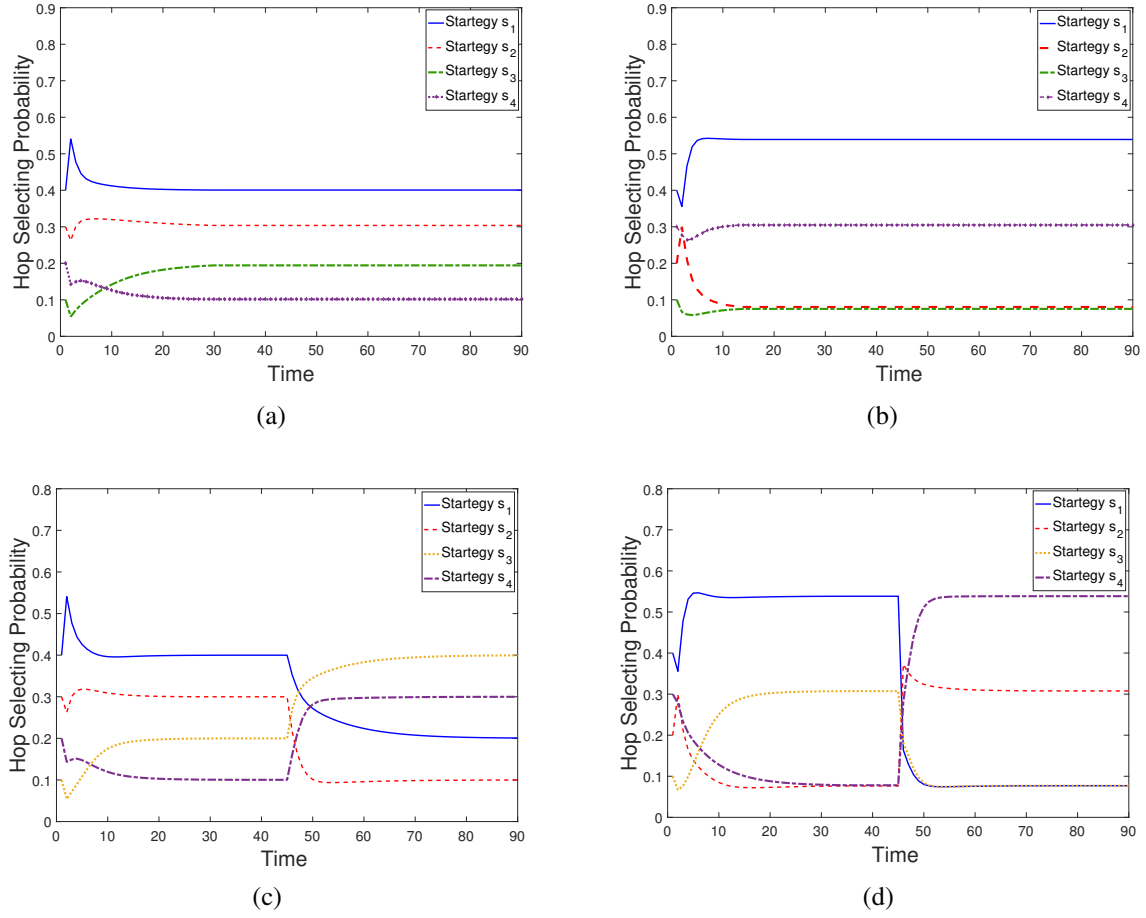 Hop Selecting Probability
0.9
0.8
0.7
0.6
0.5
0.4
0.3
0.2
0.1
0
0 10 20 30 40 50 60 70 80 90
Time
Startegy s1
Startegy s2
Startegy s3
Startegy s4
(a)
Hop Selecting Probability
0.9
0.8
0.7
0.6
0.5
0.4
0.3
0.2
0.1
0
0 10 20 30 40 50 60 70 80 90
Time
Startegy s1
Startegy s2
Startegy s3
Startegy s4
(b)
Hop Selecting Probability
0.8
0.7
0.6
0.5
0.4
0.3
0.2
0.1
0
0 10 20 30 40 50 60 70 80 90
Time
Startegy s1
Startegy s2
Startegy s3
Startegy s4
(c)
Hop Selecting Probability
0.8
0.7
0.6
0.5
0.4
0.3
0.2
0.1
0
0 10 20 30 40 50 60 70 80 90
Time
Startegy s1
Startegy s2
Startegy s3
Startegy s4
(d)